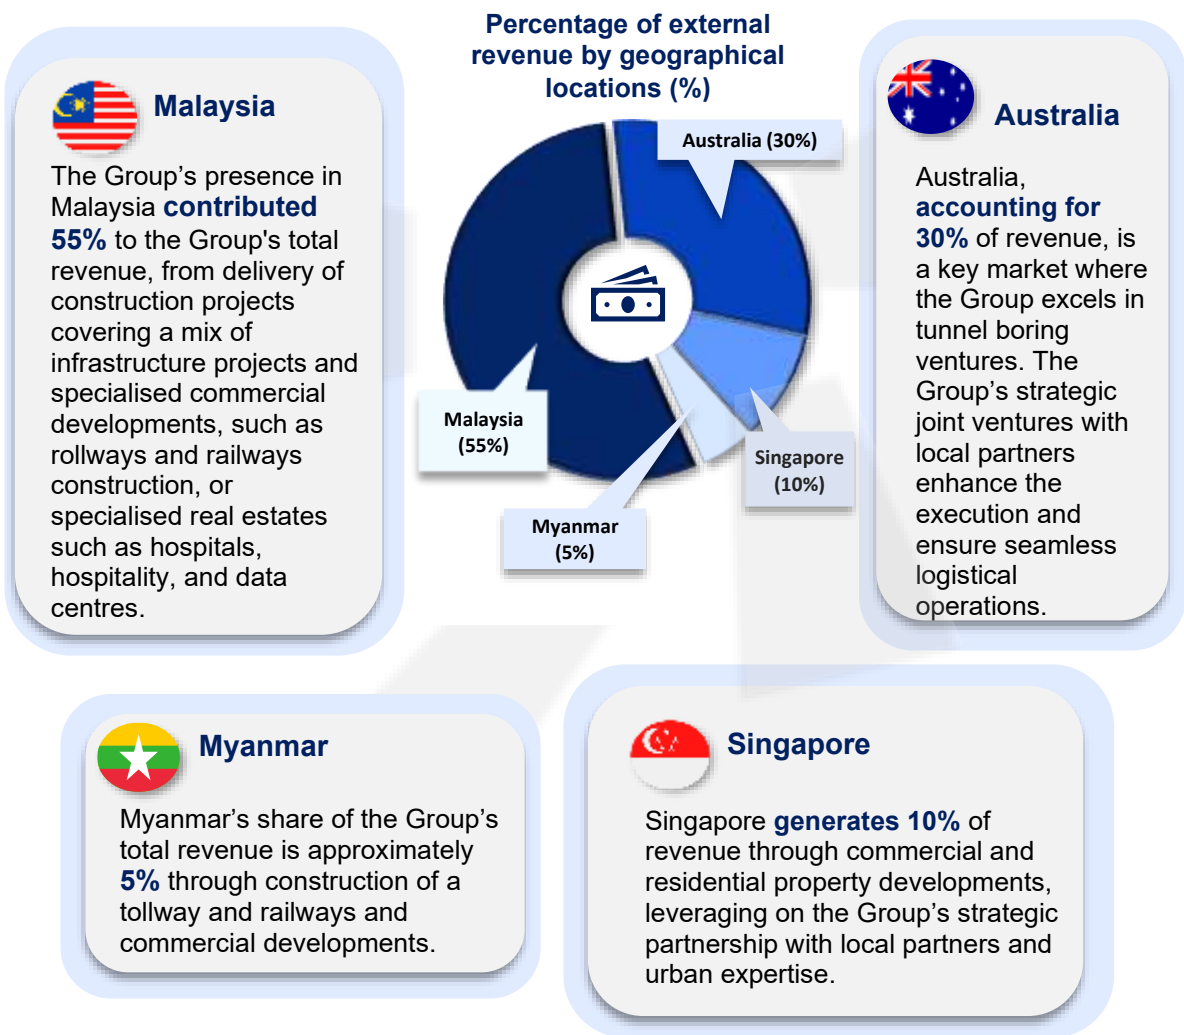 Percentage of external
revenue by geographical
locations (%)
Malaysia
The Group’s presence in
Malaysia contributed
55% to the Group's total
revenue, from delivery of
construction projects
covering a mix of
infrastructure projects and
specialised commercial
developments, such as
rollways and railways
construction, or
specialised real estates
such as hospitals,
hospitality, and data
centres.
Australia (30%)
Malaysia
(55%)
Singapore
(10%)
Myanmar
(5%)
Australia
Australia,
accounting for
30% of revenue, is
a key market where
the Group excels in
tunnel boring
ventures. The
Group’s strategic
joint ventures with
local partners
enhance the
execution and
ensure seamless
logistical
operations.
Myanmar
Myanmar’s share of the Group’s
total revenue is approximately
5% through construction of a
tollway and railways and
commercial developments.
Singapore
Singapore generates 10% of
revenue through commercial and
residential property developments,
leveraging on the Group’s strategic
partnership with local partners and
urban expertise.